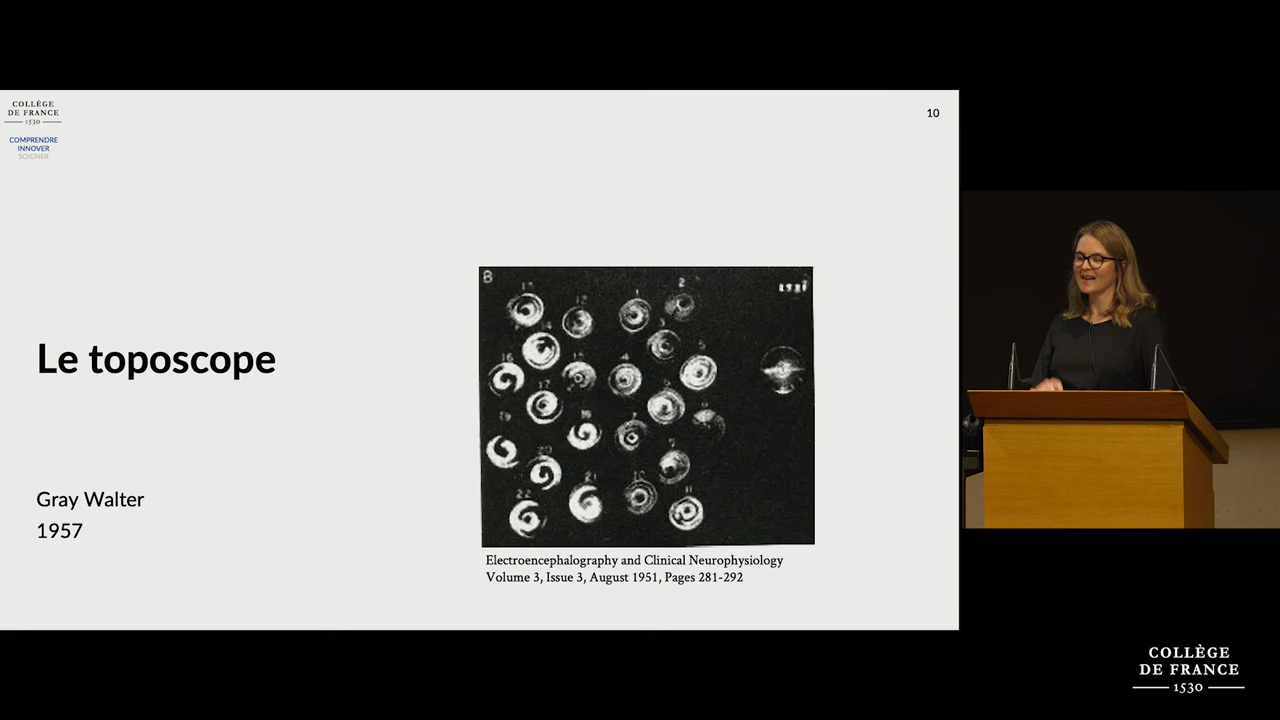 COLLÈGE
DE FRANCE
1530
COMPRENDRE
INNOVER
SOIGNER
10
Le toposcope
Gray Walter
1957
B
Electroencephalography and Clinical Neurophysiology
Volume 3, Issue 3, August 1951, Pages 281-292
COLLÈGE
DE FRANCE
1530